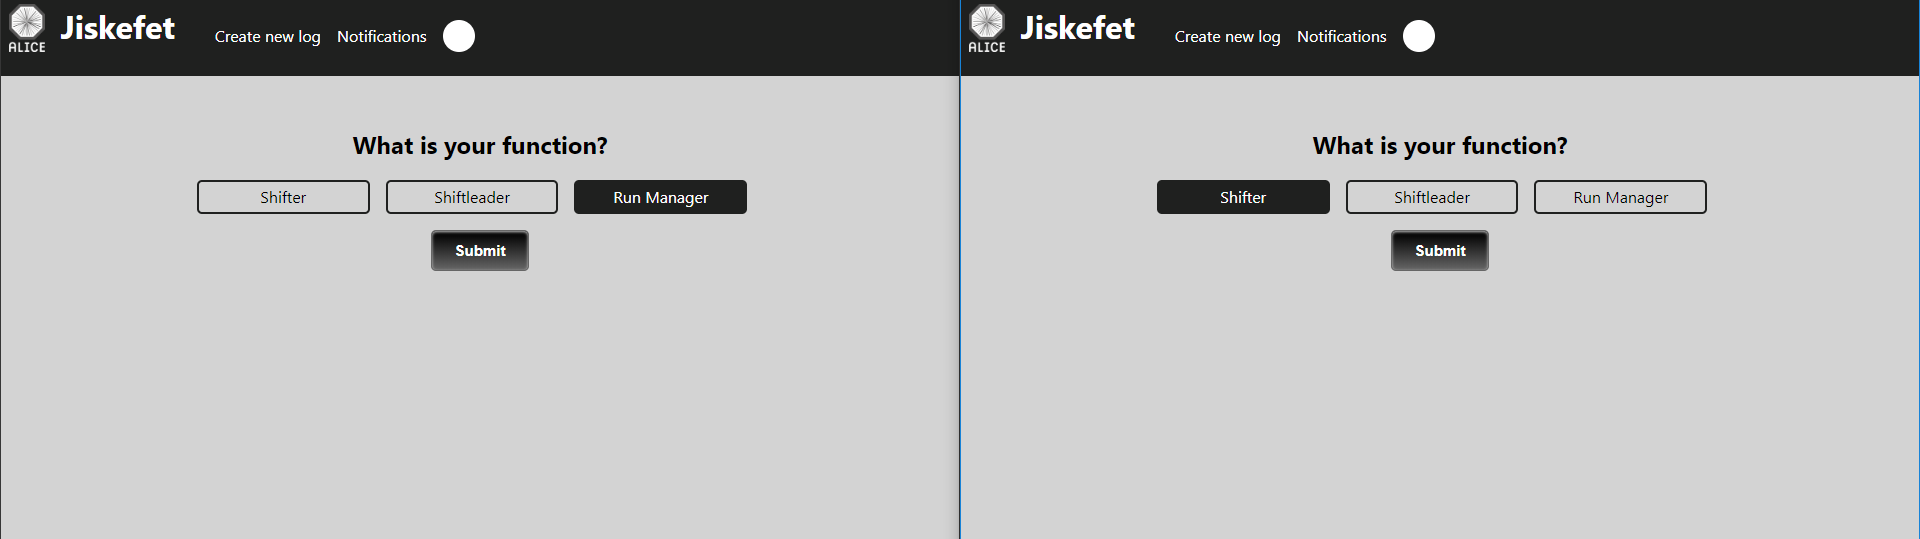 ALICE
Jiskefet
Create new log
Notifications
What is your function?
Shifter
Shiftleader
Run Manager
Submit
ALICE
Jiskefet
Create new log
Notifications
What is your function?
Shifter
Shiftleader
Run Manager
Submit